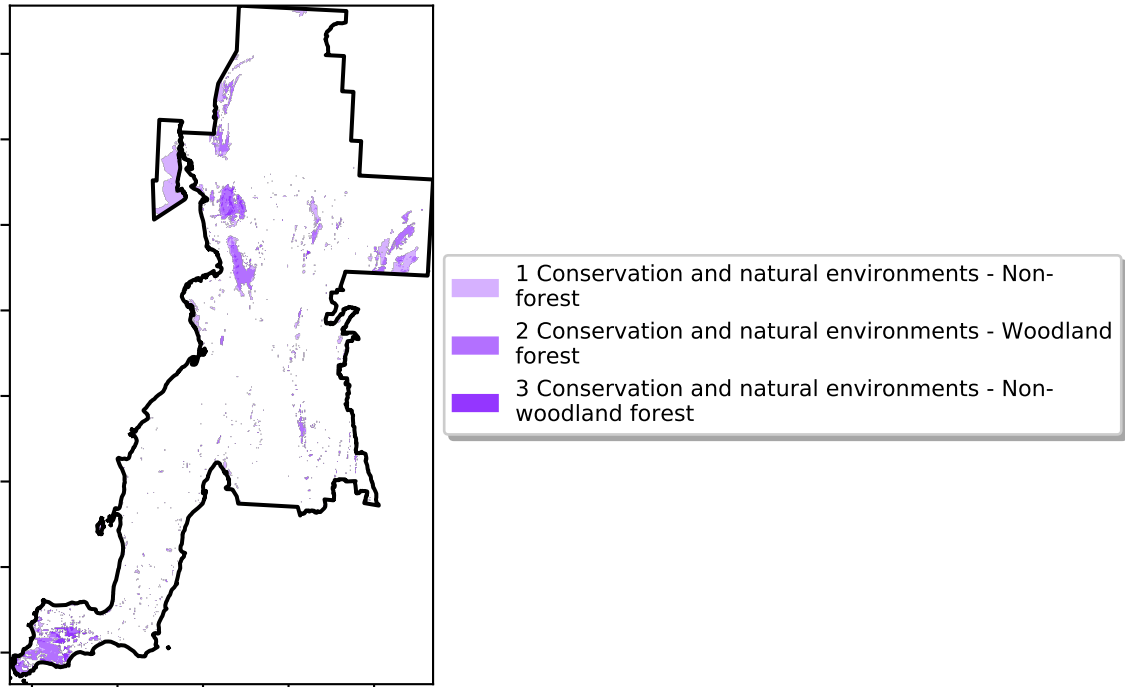 1 Conservation and natural environments - Non-
forest
2 Conservation and natural environments - Woodland
forest
3 Conservation and natural environments - Non-
woodland forest